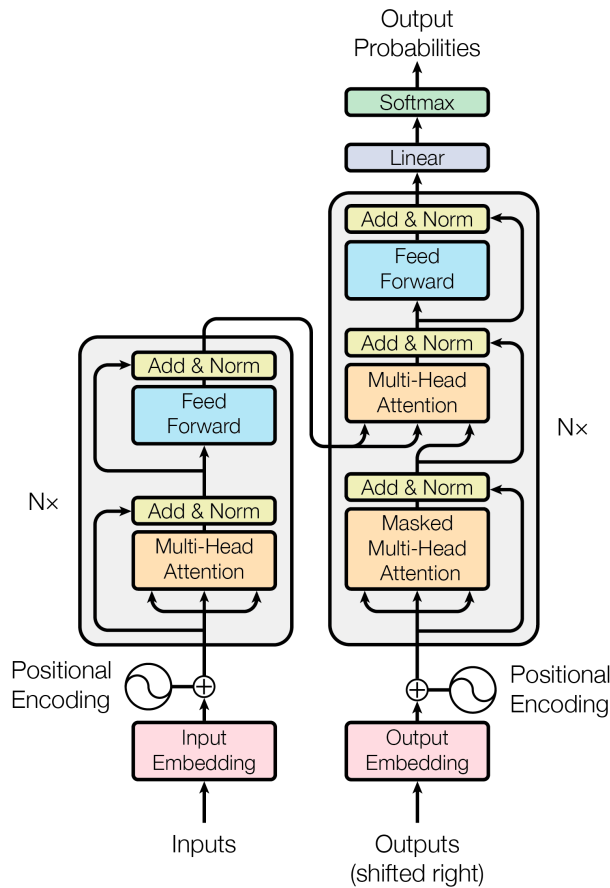 Output
Probabilities
Softmax
Linear
Add & Norm
Feed
Forward
Add & Norm
Multi-Head
Attention
Add & Norm
Masked
Multi-Head
Attention
N×
Add & Norm
Feed
Forward
Add & Norm
Multi-Head
Attention
N×
Positional
Encoding
Positional
Encoding
Input
Embedding
Output
Embedding
Inputs
Outputs
(shifted right)